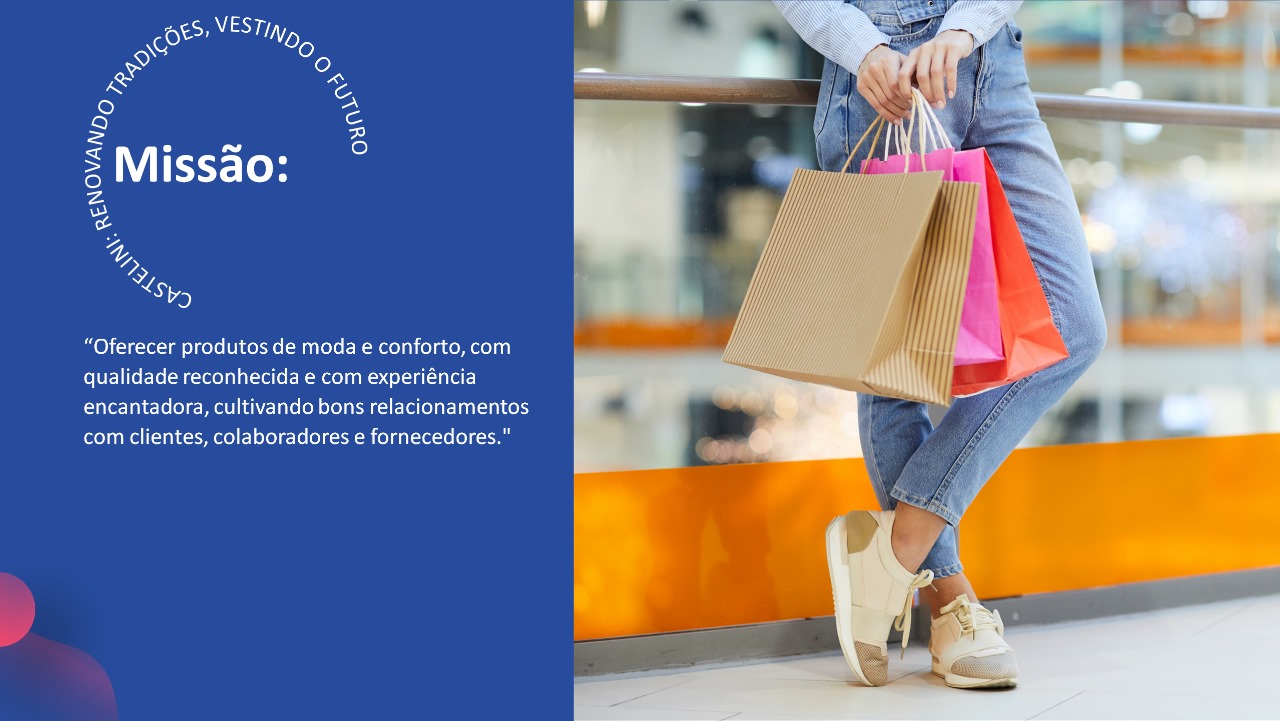 CASTELINI: RENOVANDO TRADIÇÕES, VESTINDO O FUTURO
Missão:
“Oferecer produtos de moda e conforto, com
qualidade reconhecida e com experiência
encantadora, cultivando bons relacionamentos
com clientes, colaboradores e fornecedores."